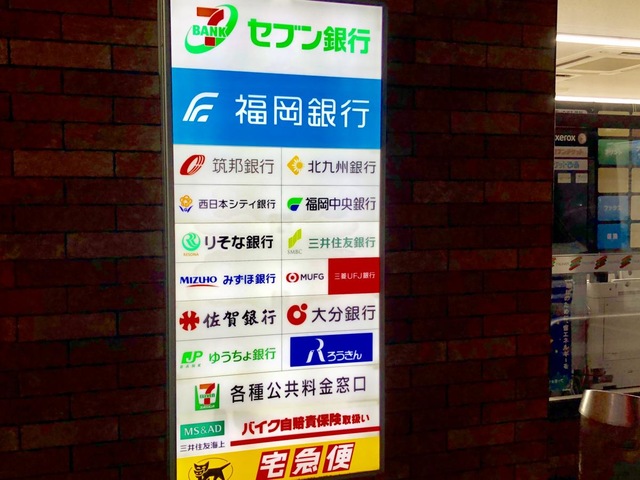 7 BANK セブン銀行
福岡銀行
筑邦銀行 北九州銀行
西日本シティ銀行 福岡中央銀行
りそな銀行 SMBC 三井住友銀行
MIZUHO みずほ銀行 MUFG 三菱UFJ銀行
佐賀銀行 大分銀行
JP BANK ゆうちょ銀行 R ろうきん
7 ELEVEN 各種公共料金窓口
MS&AD 三井住友海上 バイク自賠責保険取扱い
宅急便
xerox